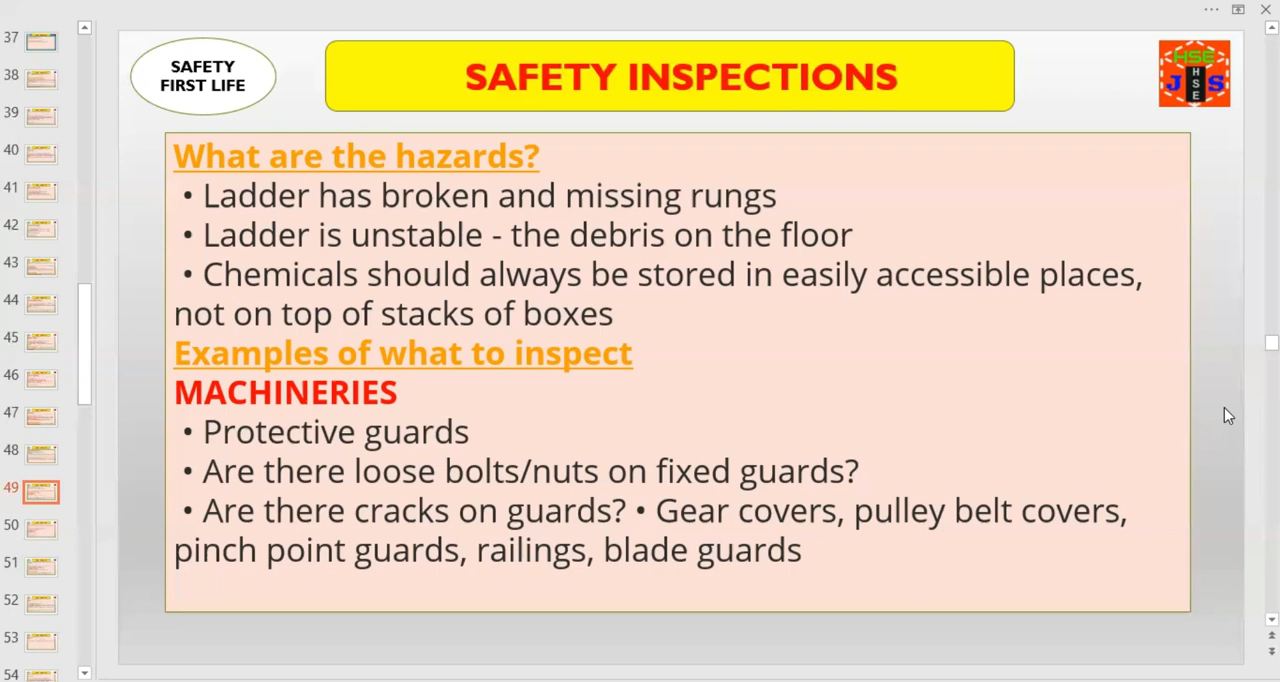 37
38
39
40
41
42
43
44
45
46
47
48
49
50
51
52
53
54
SAFETY
FIRST LIFE
SAFETY INSPECTIONS
HSE
J HSE S
What are the hazards?
• Ladder has broken and missing rungs
• Ladder is unstable - the debris on the floor
• Chemicals should always be stored in easily accessible places,
not on top of stacks of boxes
Examples of what to inspect
MACHINERIES
• Protective guards
• Are there loose bolts/nuts on fixed guards?
• Are there cracks on guards? • Gear covers, pulley belt covers,
pinch point guards, railings, blade guards